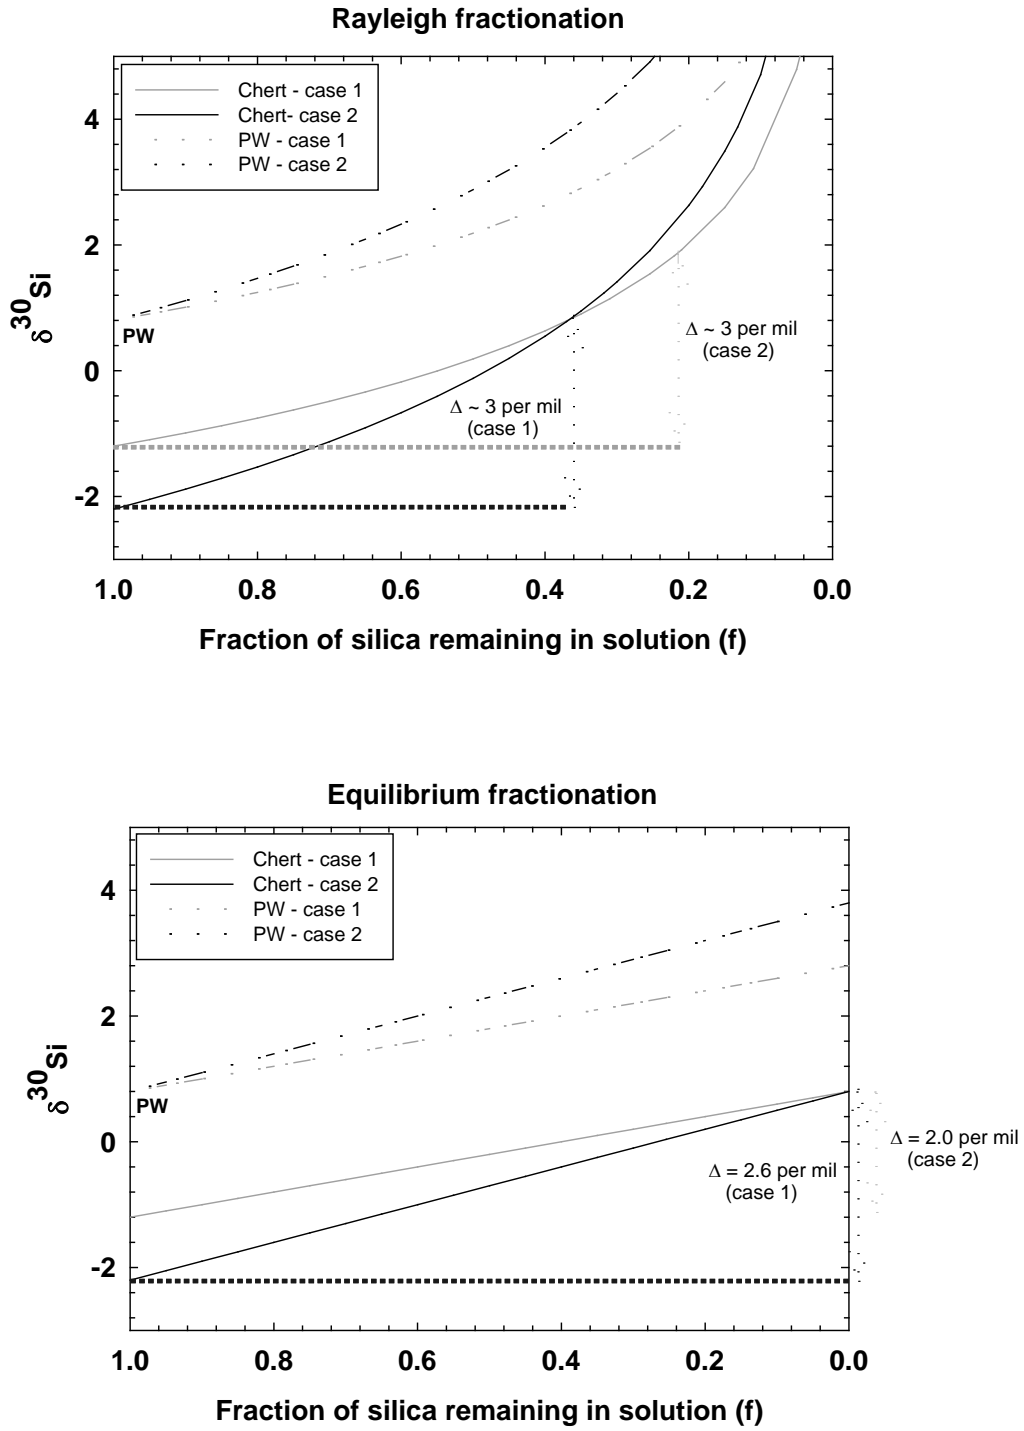 Rayleigh fractionation
Chert - case 1
Chert- case 2
PW - case 1
PW - case 2
4
2
0
-2
δ30Si
PW
Δ ~ 3 per mil
(case 2)
Δ ~ 3 per mil
(case 1)
1.0 0.8 0.6 0.4 0.2 0.0
Fraction of silica remaining in solution (f)
Equilibrium fractionation
Chert - case 1
Chert - case 2
PW - case 1
PW - case 2
4
2
0
-2
δ30Si
PW
Δ = 2.0 per mil
(case 2)
Δ = 2.6 per mil
(case 1)
1.0 0.8 0.6 0.4 0.2 0.0
Fraction of silica remaining in solution (f)